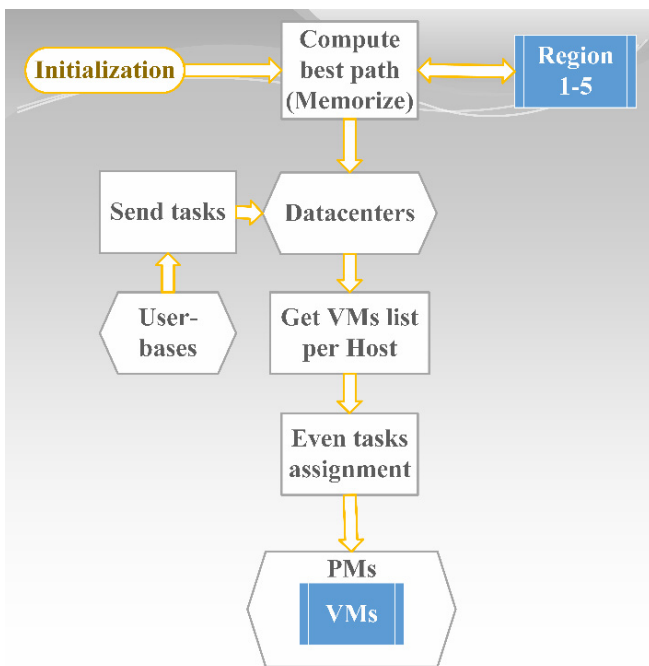 Initialization
Compute
best path
(Memorize)
Region
1-5
Send tasks
Datacenters
User-
bases
Get VMs list
per Host
Even tasks
assignment
PMs
VMs